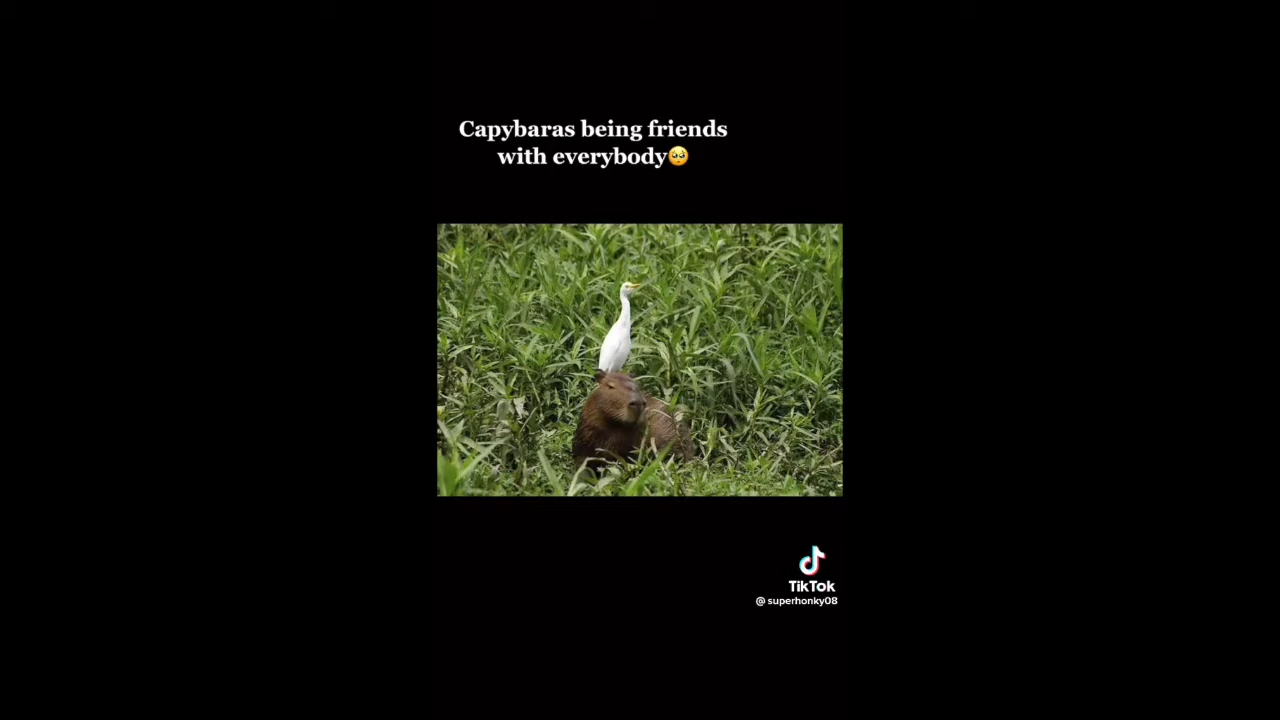 Capybaras being friends
with everybody🥺
TikTok
@ superhonky08